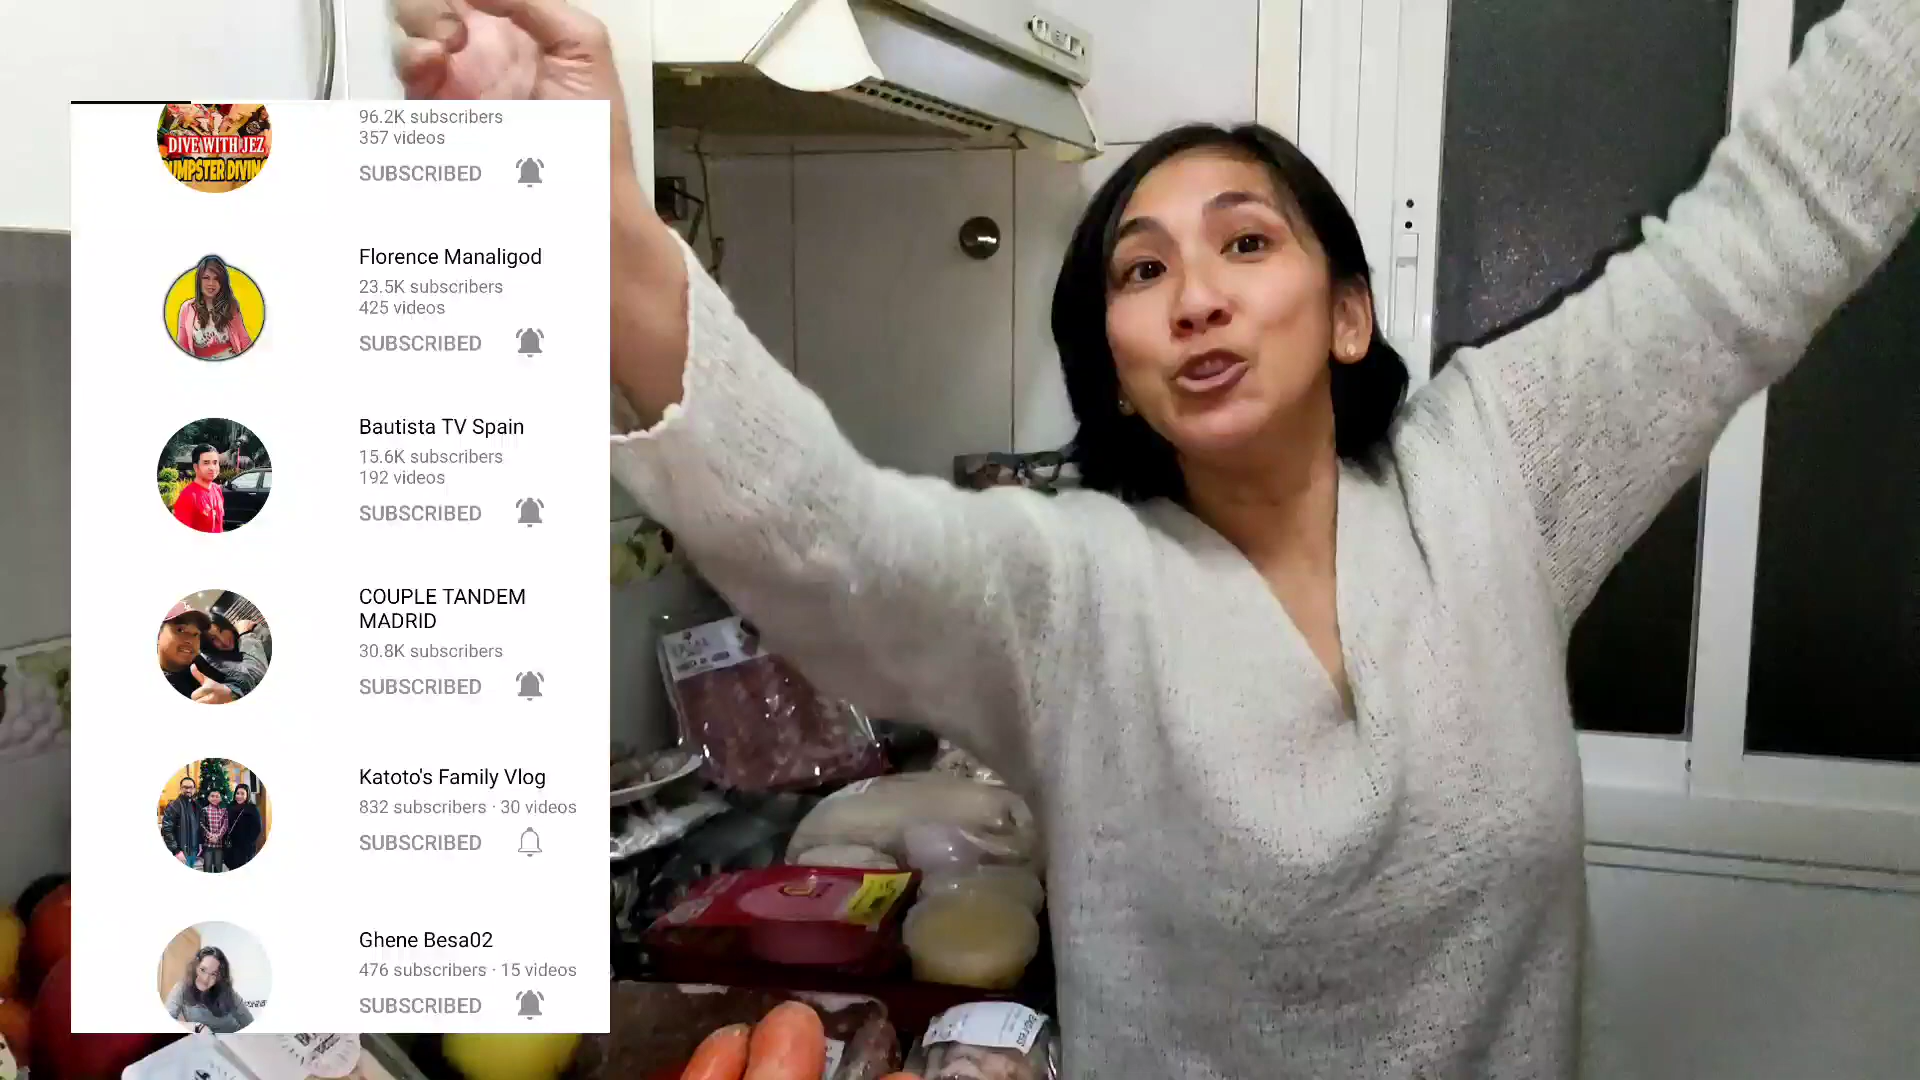 DIVE WITH JEZ
DUMPSTER DIVING
96.2K subscribers
357 videos
SUBSCRIBED
Florence Manaligod
23.5K subscribers
425 videos
SUBSCRIBED
Bautista TV Spain
15.6K subscribers
192 videos
SUBSCRIBED
COUPLE TANDEM
MADRID
30.8K subscribers
SUBSCRIBED
Katoto's Family Vlog
832 subscribers · 30 videos
SUBSCRIBED
Ghene Besa02
476 subscribers · 15 videos
SUBSCRIBED